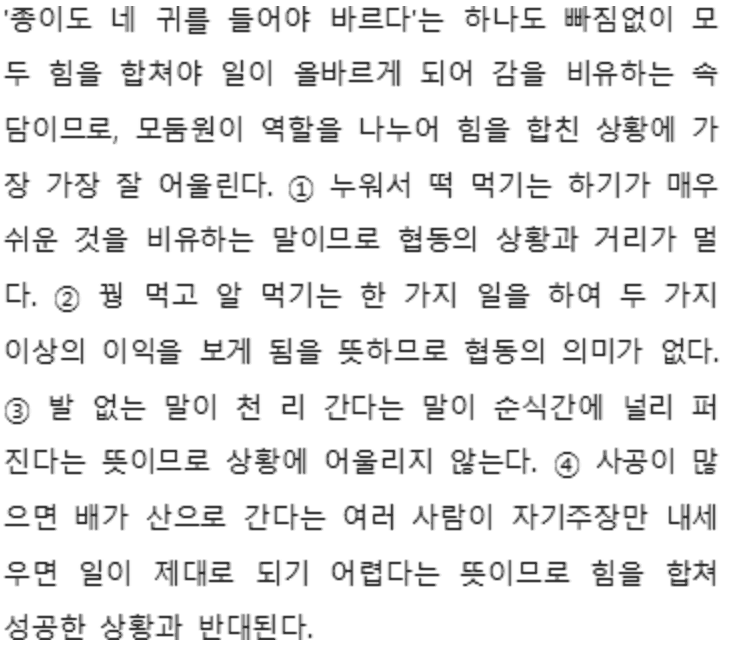 '종이도 네 귀를 들어야 바르다'는 하나도 빠짐없이 모
두 힘을 합쳐야 일이 올바르게 되어 감을 비유하는 속
담이므로, 모둠원이 역할을 나누어 힘을 합친 상황에 가
장 가장 잘 어울린다. ① 누워서 떡 먹기는 하기가 매우
쉬운 것을 비유하는 말이므로 협동의 상황과 거리가 멀
다. ② 꿩 먹고 알 먹기는 한 가지 일을 하여 두 가지
이상의 이익을 보게 됨을 뜻하므로 협동의 의미가 없다.
③ 발 없는 말이 천 리 간다는 말이 순식간에 널리 퍼
진다는 뜻이므로 상황에 어울리지 않는다. ④ 사공이 많
으면 배가 산으로 간다는 여러 사람이 자기주장만 내세
우면 일이 제대로 되기 어렵다는 뜻이므로 힘을 합쳐
성공한 상황과 반대된다.